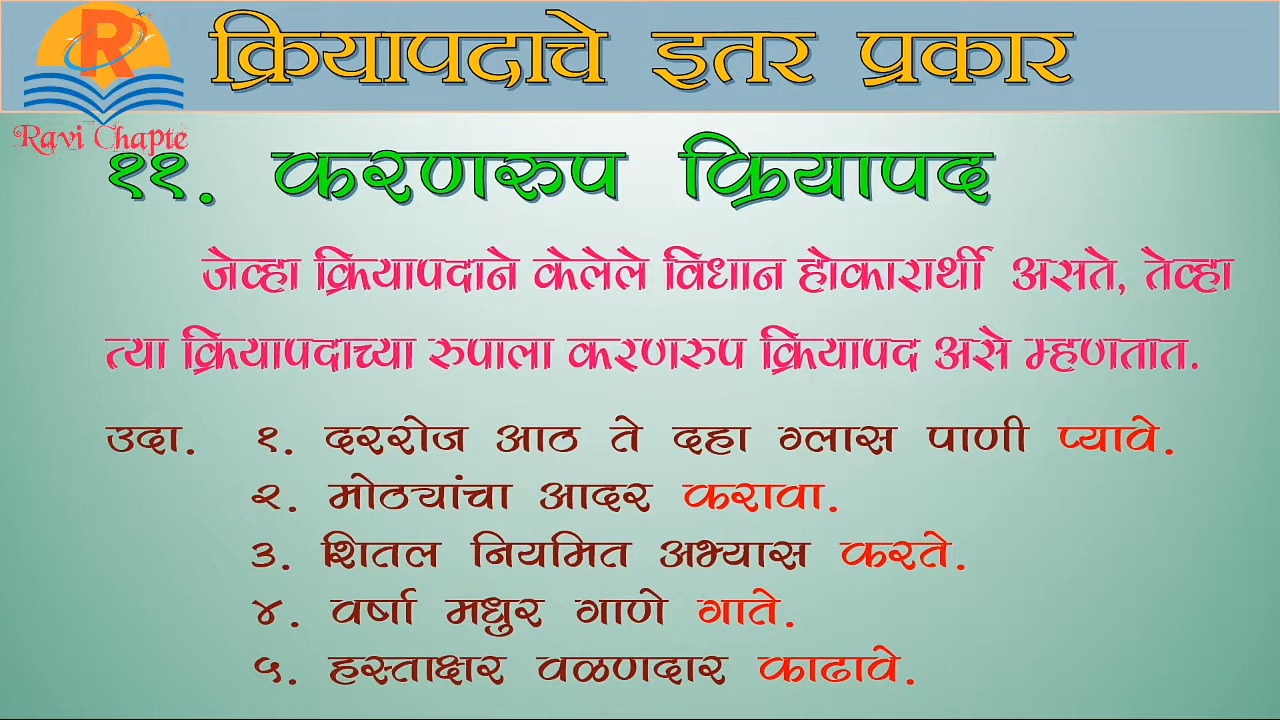 क्रियापदाचे इतर प्रकार
R
Ravi Chapte
११. करणरुप क्रियापद
जेव्हा क्रियापदाने केलेले विधान होकारार्थी असते, तेव्हा
त्या क्रियापदाच्या रुपाला करणरुप क्रियापद असे म्हणतात.
उदा. १. दररोज आठ ते दहा ग्लास पाणी प्यावे.
२. मोठ्यांचा आदर करावा.
३. शितल नियमित अभ्यास करते.
४. वर्षा मधुर गाणे गाते.
५. हस्ताक्षर वळणदार काढावे.